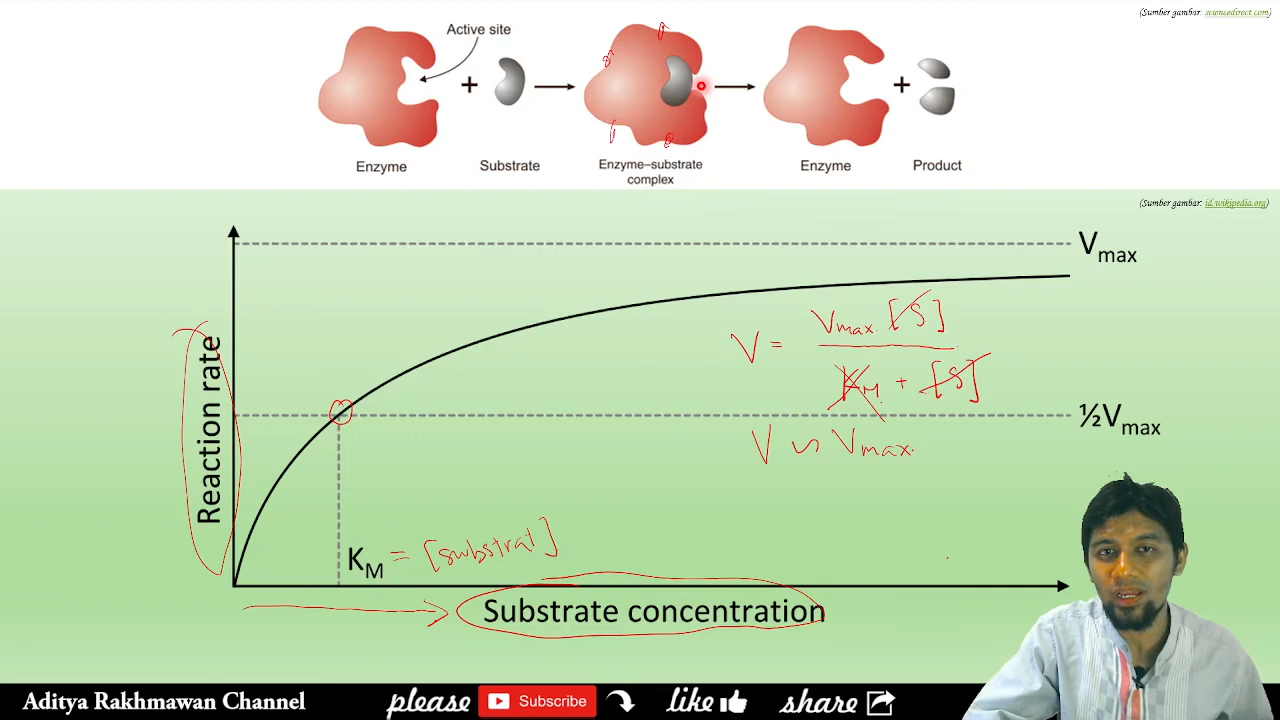 (Sumber gambar: sciencedirect.com)
Active site
+
+
Enzyme
Substrate
Enzyme–substrate
complex
Enzyme
Product
(Sumber gambar: id.wikipedia.org)
Vmax
V = Vmax. [S]
KM + [S]
½Vmax
V ∽ Vmax.
Reaction rate
KM = [substrat]
Substrate concentration
Aditya Rakhmawan Channel
please
Subscribe
like
share